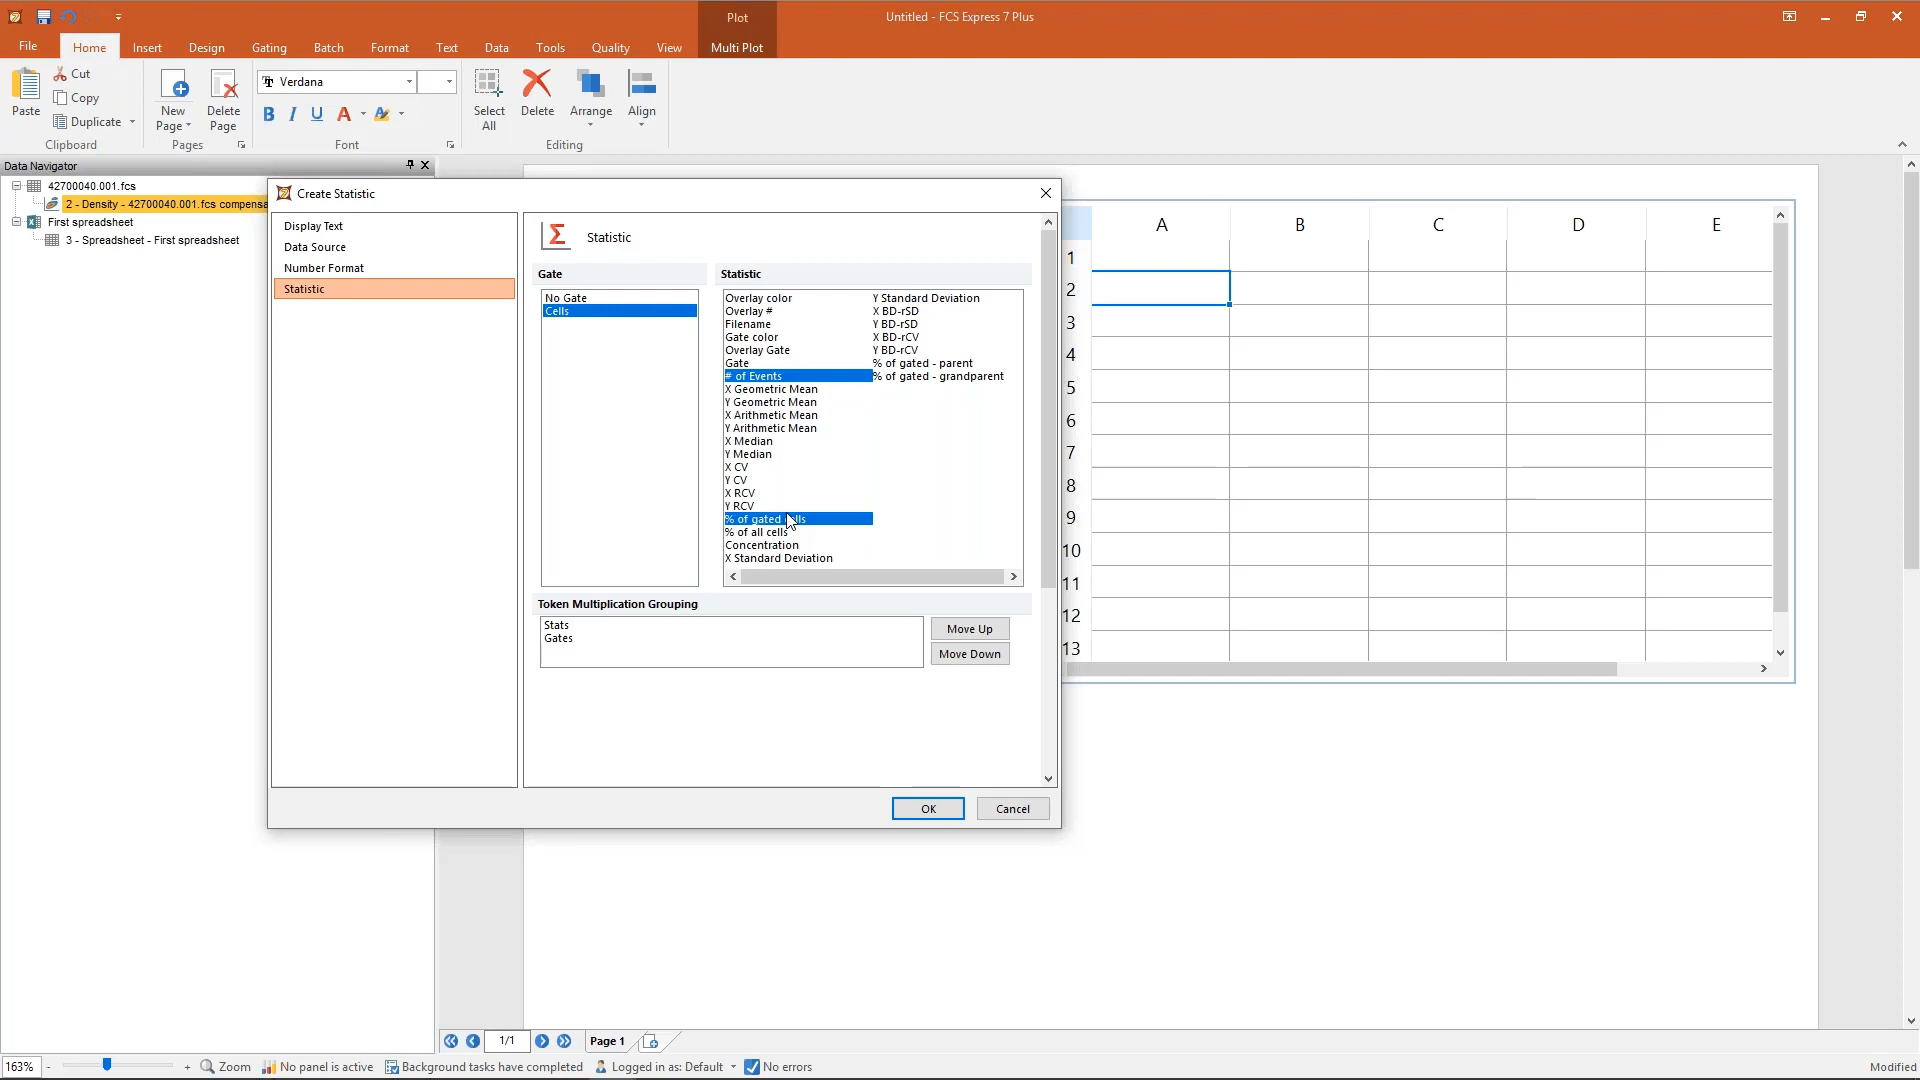 Plot
Untitled - FCS Express 7 Plus
File
Home
Insert
Design
Gating
Batch
Format
Text
Data
Tools
Quality
View
Multi Plot
Paste
Cut
Copy
Duplicate
Clipboard
New Page
Delete Page
Pages
Verdana
B I U A
Font
Select All
Delete
Arrange
Align
Editing
Data Navigator
42700040.001.fcs
2 - Density - 42700040.001.fcs compensa
First spreadsheet
3 - Spreadsheet - First spreadsheet
Create Statistic
Display Text
Data Source
Number Format
Statistic
Σ Statistic
Gate
No Gate
Cells
Statistic
Overlay color
Overlay #
Filename
Gate color
Overlay Gate
Gate
# of Events
X Geometric Mean
Y Geometric Mean
X Arithmetic Mean
Y Arithmetic Mean
X Median
Y Median
X CV
Y CV
X RCV
Y RCV
% of gated cells
% of all cells
Concentration
X Standard Deviation
Y Standard Deviation
X BD-rSD
Y BD-rSD
X BD-rCV
Y BD-rCV
% of gated - parent
% of gated - grandparent
Token Multiplication Grouping
Stats
Gates
Move Up
Move Down
OK
Cancel
A B C D E
1
2
3
4
5
6
7
8
9
10
11
12
13
1/1
Page 1
163%
- +
Zoom
No panel is active
Background tasks have completed
Logged in as: Default
No errors
Modified